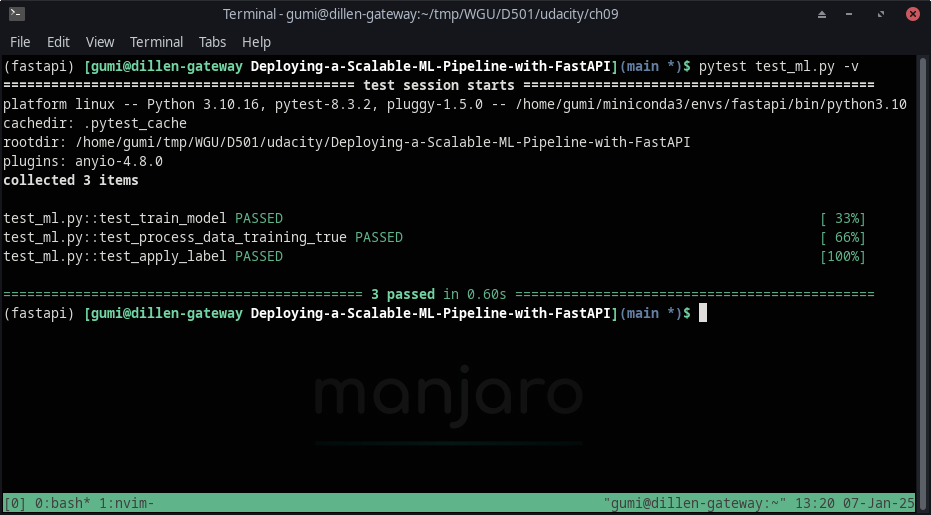 Terminal - gumi@dillen-gateway:~/tmp/WGU/D501/udacity/ch09
File Edit View Terminal Tabs Help
(fastapi) [gumi@dillen-gateway Deploying-a-Scalable-ML-Pipeline-with-FastAPI](main *)$ pytest test_ml.py -v
============================================ test session starts ============================================
platform linux -- Python 3.10.16, pytest-8.3.2, pluggy-1.5.0 -- /home/gumi/miniconda3/envs/fastapi/bin/python3.10
cachedir: .pytest_cache
rootdir: /home/gumi/tmp/WGU/D501/udacity/Deploying-a-Scalable-ML-Pipeline-with-FastAPI
plugins: anyio-4.8.0
collected 3 items
test_ml.py::test_train_model PASSED [ 33%]
test_ml.py::test_process_data_training_true PASSED [ 66%]
test_ml.py::test_apply_label PASSED [100%]
============================================= 3 passed in 0.60s =============================================
(fastapi) [gumi@dillen-gateway Deploying-a-Scalable-ML-Pipeline-with-FastAPI](main *)$
manjaro
[0] 0:bash* 1:nvim- "gumi@dillen-gateway:~" 13:20 07-Jan-25